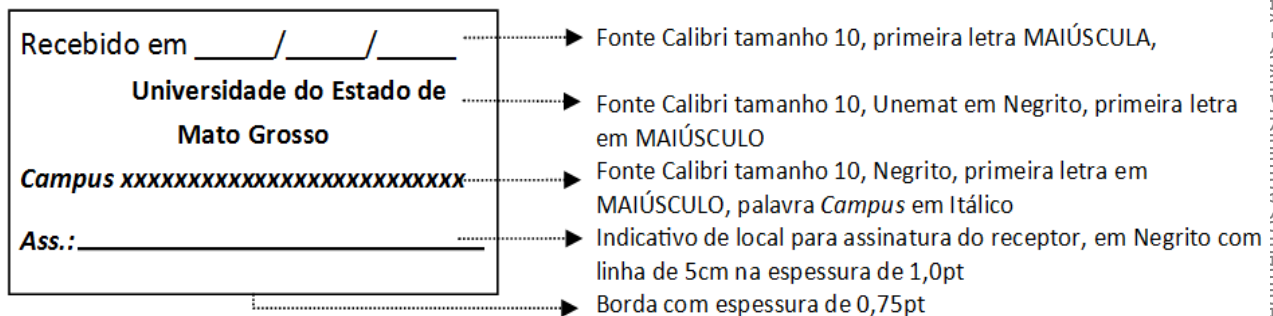 Recebido em _____/_____/_____
Fonte Calibri tamanho 10, primeira letra MAIÚSCULA,
Universidade do Estado de
Mato Grosso
Fonte Calibri tamanho 10, Unemat em Negrito, primeira letra
em MAIÚSCULO
Campus xxxxxxxxxxxxxxxxxxxxxxxxxx
Fonte Calibri tamanho 10, Negrito, primeira letra em
MAIÚSCULO, palavra Campus em Itálico
Ass.:_______________________________
Indicativo de local para assinatura do receptor, em Negrito com
linha de 5cm na espessura de 1,0pt
Borda com espessura de 0,75pt